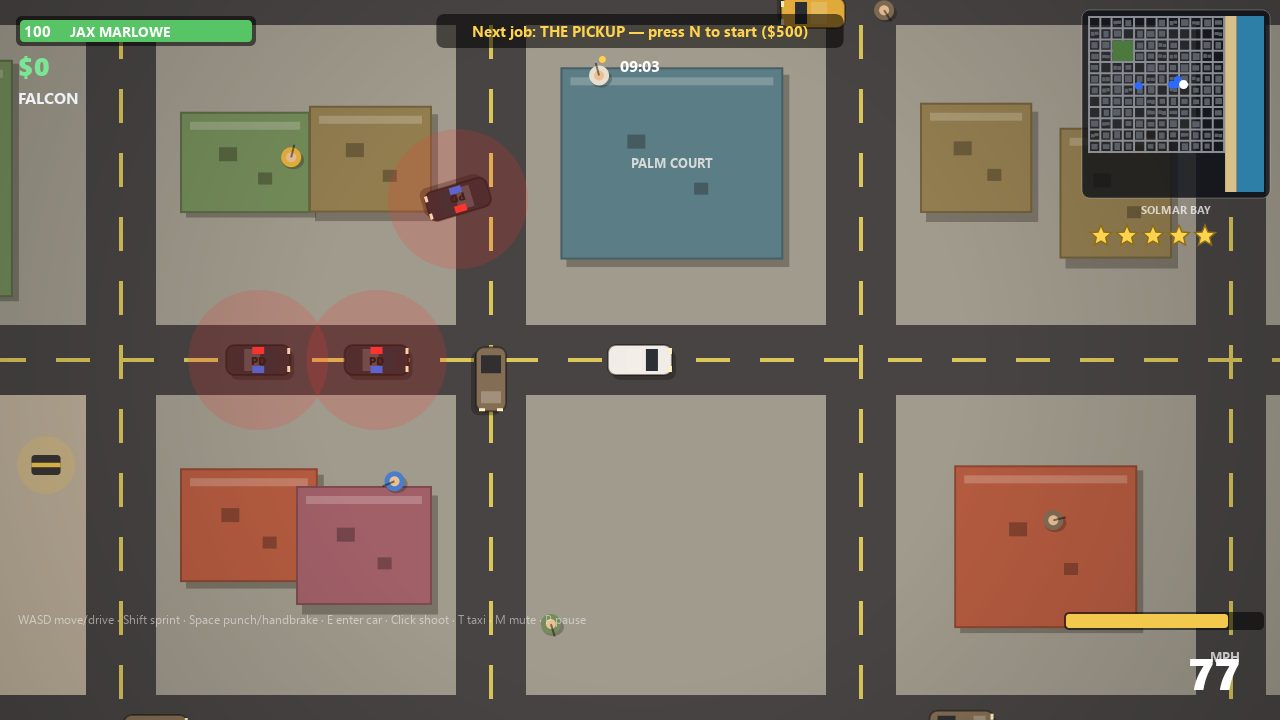 100 JAX MARLOWE
Next job: THE PICKUP — press N to start ($500)
$0
09:03
FALCON
PALM COURT
SOLMAR BAY
PD
PD
PD
WASD move/drive · Shift sprint · Space punch/handbrake · E enter car · Click shoot · T taxi · M mute · P pause
MPH
77